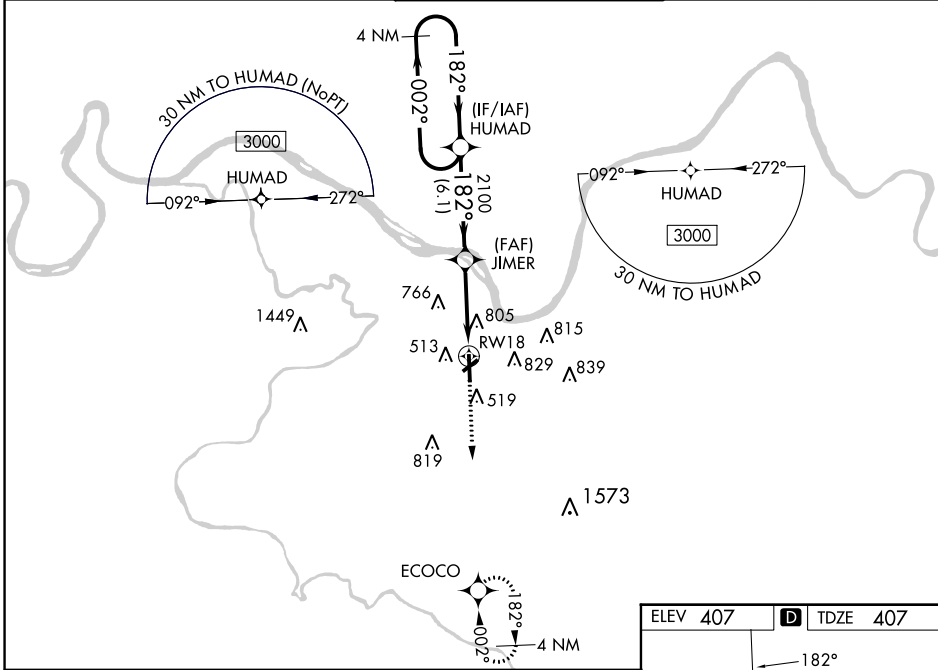 4 NM
182°
002°
(IF/IAF)
HUMAD
30 NM TO HUMAD (NoPT)
3000
HUMAD
092°
272°
2100
182°
(6.1)
092°
272°
HUMAD
3000
30 NM TO HUMAD
(FAF)
JIMER
766
805
1449
815
RW18
513
829
839
519
819
1573
ECOCO
182°
002°
4 NM
ELEV 407 D TDZE 407
182°